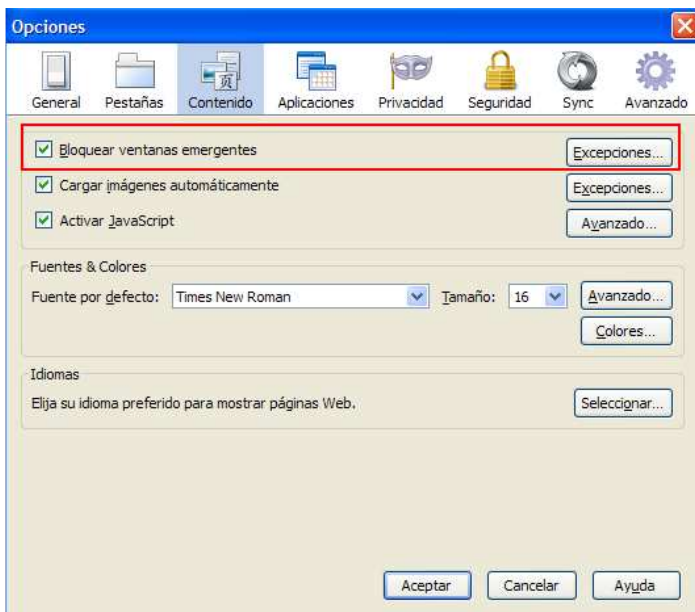 Opciones
General Pestañas Contenido Aplicaciones Privacidad Seguridad Sync Avanzado
Bloquear ventanas emergentes Excepciones...
Cargar imágenes automáticamente Excepciones...
Activar JavaScript Avanzado...
Fuentes & Colores
Fuente por defecto: Times New Roman Tamaño: 16 Avanzado...
Colores...
Idiomas
Elija su idioma preferido para mostrar páginas Web. Seleccionar...
Aceptar Cancelar Ayuda